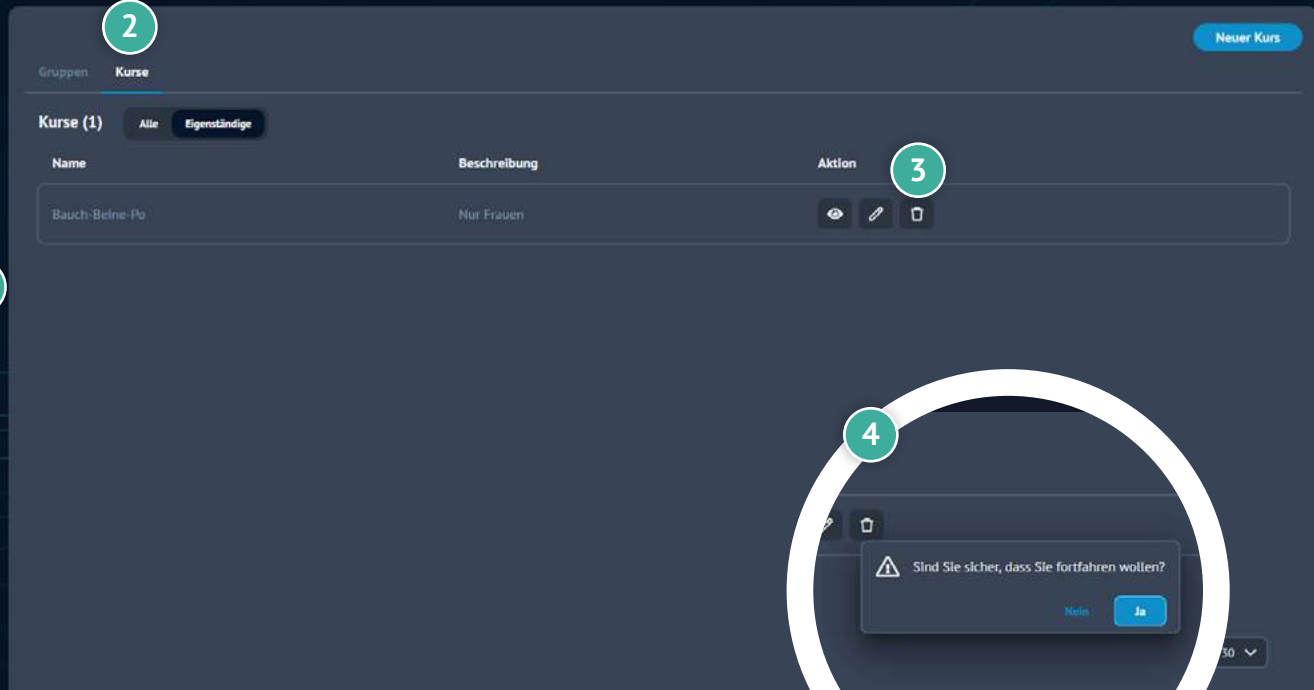 2
Neuer Kurs
Gruppen Kurse
Kurse (1) Alle Eigenständige
Name Beschreibung Aktion 3
Bauch-Beine-Po Nur Frauen
4
Sind Sie sicher, dass Sie fortfahren wollen?
Nein Ja
30